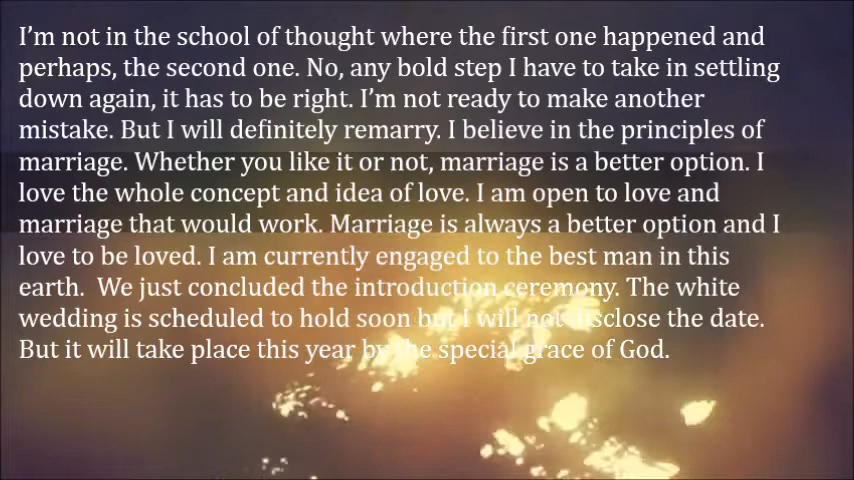 I’m not in the school of thought where the first one happened and
perhaps, the second one. No, any bold step I have to take in settling
down again, it has to be right. I’m not ready to make another
mistake. But I will definitely remarry. I believe in the principles of
marriage. Whether you like it or not, marriage is a better option. I
love the whole concept and idea of love. I am open to love and
marriage that would work. Marriage is always a better option and I
love to be loved. I am currently engaged to the best man in this
earth.  We just concluded the introduction ceremony. The white
wedding is scheduled to hold soon but I will not disclose the date.
But it will take place this year by the special grace of God.